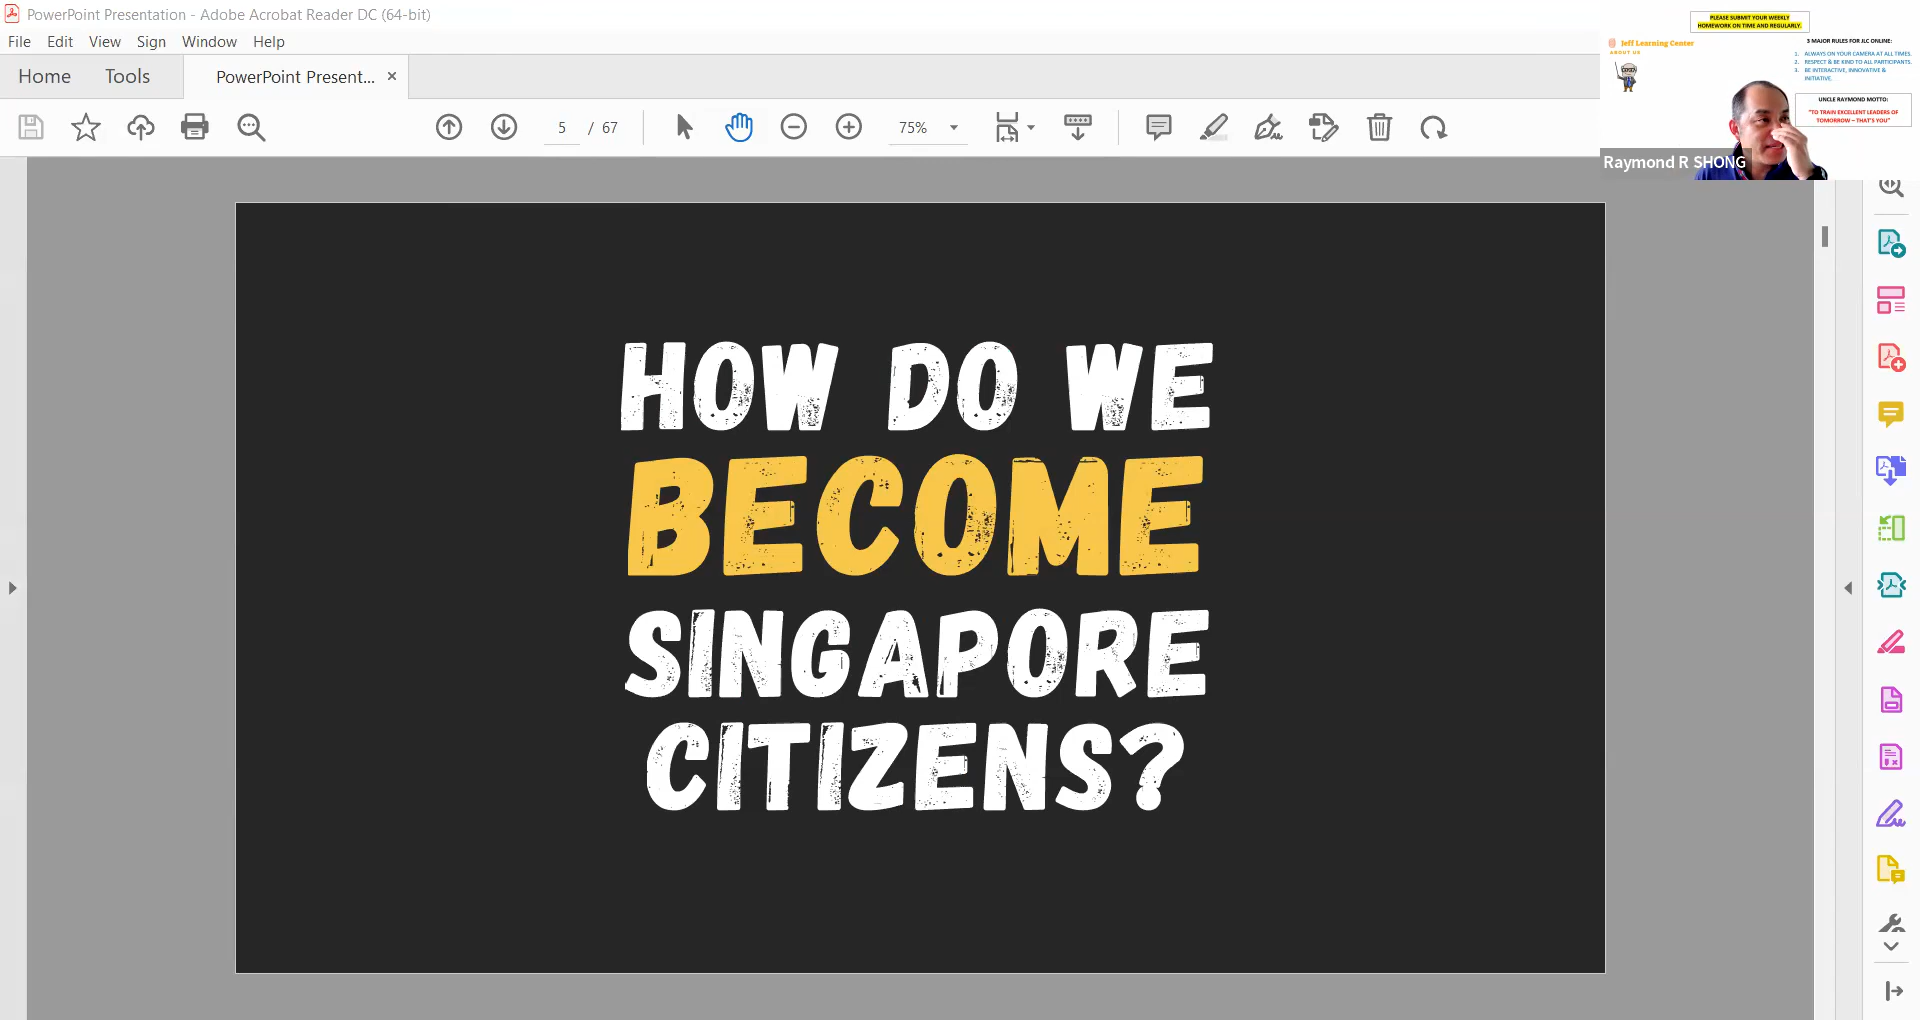 PowerPoint Presentation - Adobe Acrobat Reader DC (64-bit)
File Edit View Sign Window Help
Home Tools PowerPoint Present... ×
5 / 67 75%
PLEASE SUBMIT YOUR WEEKLY
HOMEWORK ON TIME AND REGULARLY.
Jeff Learning Center
ABOUT US
3 MAJOR RULES FOR JLC ONLINE:
1. ALWAYS ON YOUR CAMERA AT ALL TIMES.
2. RESPECT & BE KIND TO ALL PARTICIPANTS.
3. BE INTERACTIVE, INNOVATIVE &
INITIATIVE.
UNCLE RAYMOND MOTTO:
"TO TRAIN EXCELLENT LEADERS OF
TOMORROW – THAT'S YOU"
Raymond R SHONG
HOW DO WE
BECOME
SINGAPORE
CITIZENS?